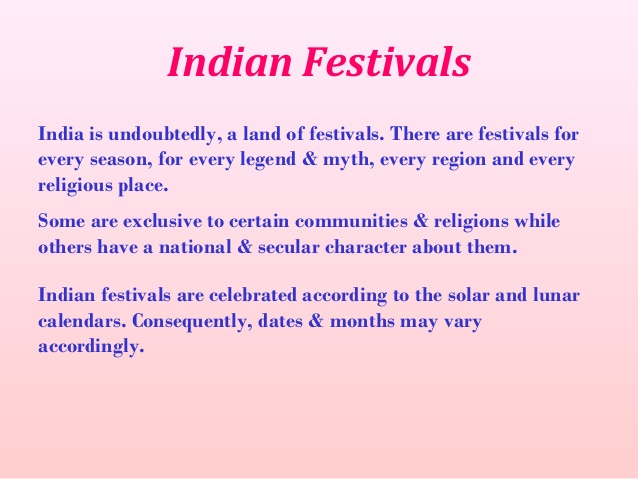 Indian Festivals
India is undoubtedly, a land of festivals. There are festivals for
every season, for every legend & myth, every region and every
religious place.
Some are exclusive to certain communities & religions while
others have a national & secular character about them.
Indian festivals are celebrated according to the solar and lunar
calendars. Consequently, dates & months may vary
accordingly.